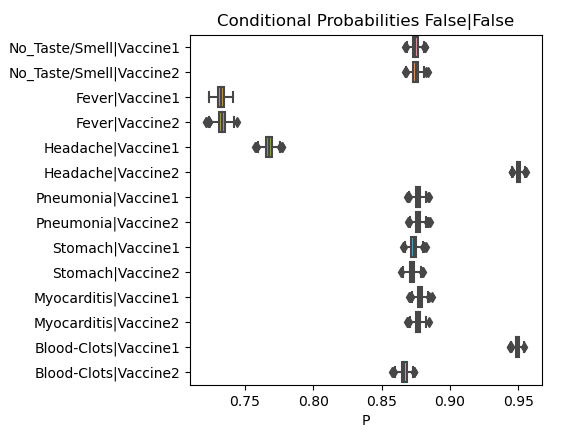 Conditional Probabilities False|False
No_Taste/Smell|Vaccine1
No_Taste/Smell|Vaccine2
Fever|Vaccine1
Fever|Vaccine2
Headache|Vaccine1
Headache|Vaccine2
Pneumonia|Vaccine1
Pneumonia|Vaccine2
Stomach|Vaccine1
Stomach|Vaccine2
Myocarditis|Vaccine1
Myocarditis|Vaccine2
Blood-Clots|Vaccine1
Blood-Clots|Vaccine2
0.75 0.80 0.85 0.90 0.95
P